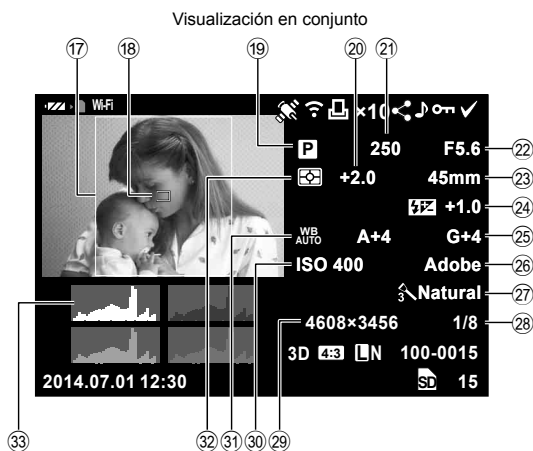 Visualización en conjunto
⑰ ⑱ ⑲ ⑳ ㉑
Wi-Fi ×10
P 250 F5.6 ㉒
+2.0 45mm ㉓
+1.0 ㉔
WB AUTO A+4 G+4 ㉕
ISO 400 Adobe ㉖
3 Natural ㉗
4608×3456 1/8 ㉘
3D 4:3 LN 100-0015
2014.07.01 12:30 SD 15
㉝ ㉜ ㉛ ㉚ ㉙